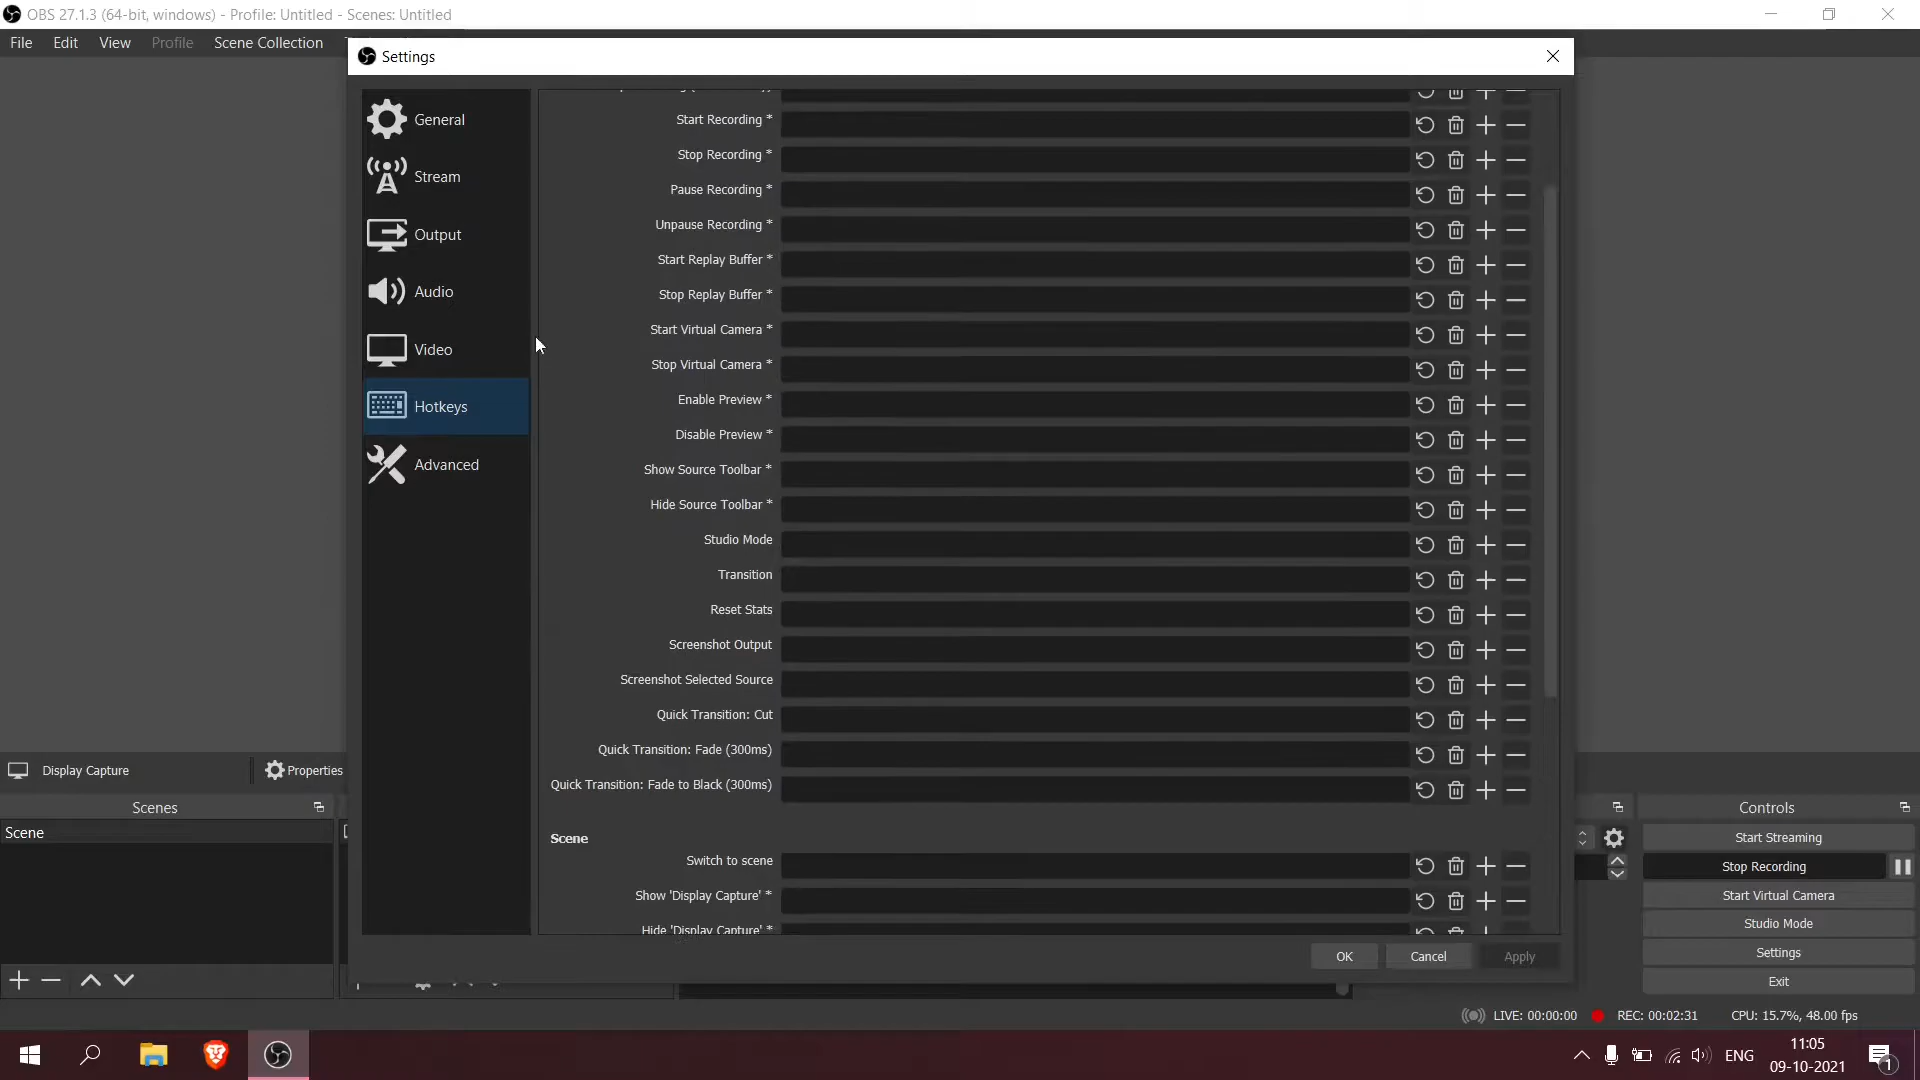 OBS 27.1.3 (64-bit, windows) - Profile: Untitled - Scenes: Untitled
File Edit View Profile Scene Collection
Settings
General
Stream
Output
Audio
Video
Hotkeys
Advanced
Start Recording *
Stop Recording *
Pause Recording *
Unpause Recording *
Start Replay Buffer *
Stop Replay Buffer *
Start Virtual Camera *
Stop Virtual Camera *
Enable Preview *
Disable Preview *
Show Source Toolbar *
Hide Source Toolbar *
Studio Mode
Transition
Reset Stats
Screenshot Output
Screenshot Selected Source
Quick Transition: Cut
Quick Transition: Fade (300ms)
Quick Transition: Fade to Black (300ms)
Scene
Switch to scene
Show 'Display Capture' *
Hide 'Display Capture' *
OK Cancel Apply
Display Capture Properties
Scenes
Scene
Controls
Start Streaming
Stop Recording
Start Virtual Camera
Studio Mode
Settings
Exit
LIVE: 00:00:00 REC: 00:02:31 CPU: 15.7%, 48.00 fps
ENG
11:05
09-10-2021
1